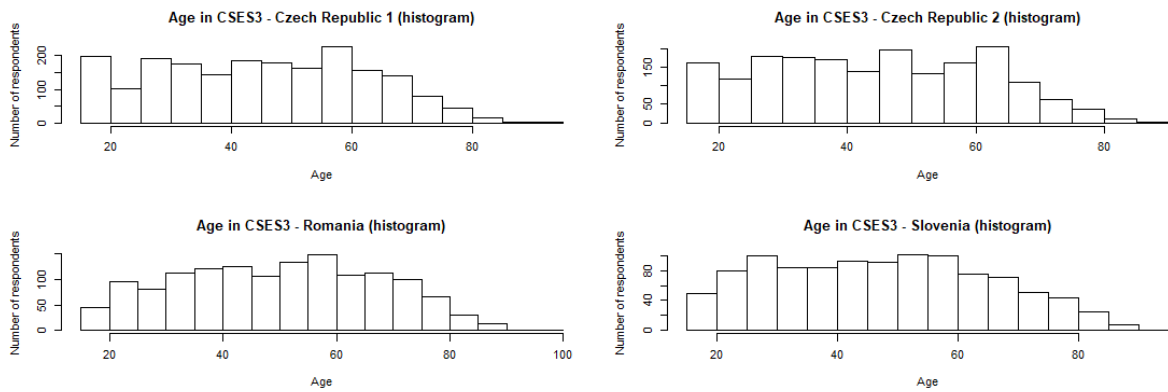 Age in CSES3 - Czech Republic 1 (histogram)
Number of respondents
0 100 200
20 40 60 80
Age
Age in CSES3 - Czech Republic 2 (histogram)
Number of respondents
0 50 150
20 40 60 80
Age
Age in CSES3 - Romania (histogram)
Number of respondents
0 50 100
20 40 60 80 100
Age
Age in CSES3 - Slovenia (histogram)
Number of respondents
0 40 80
20 40 60 80
Age